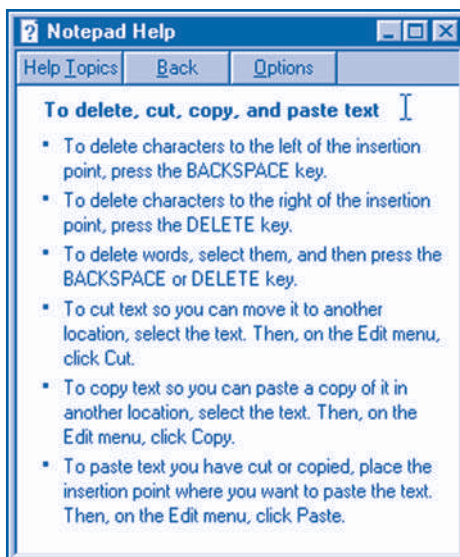 ? Notepad Help
Help Topics Back Options
To delete, cut, copy, and paste text
▪ To delete characters to the left of the insertion
point, press the BACKSPACE key.
▪ To delete characters to the right of the insertion
point, press the DELETE key.
▪ To delete words, select them, and then press the
BACKSPACE or DELETE key.
▪ To cut text so you can move it to another
location, select the text. Then, on the Edit menu,
click Cut.
▪ To copy text so you can paste a copy of it in
another location, select the text. Then, on the
Edit menu, click Copy.
▪ To paste text you have cut or copied, place the
insertion point where you want to paste the text.
Then, on the Edit menu, click Paste.